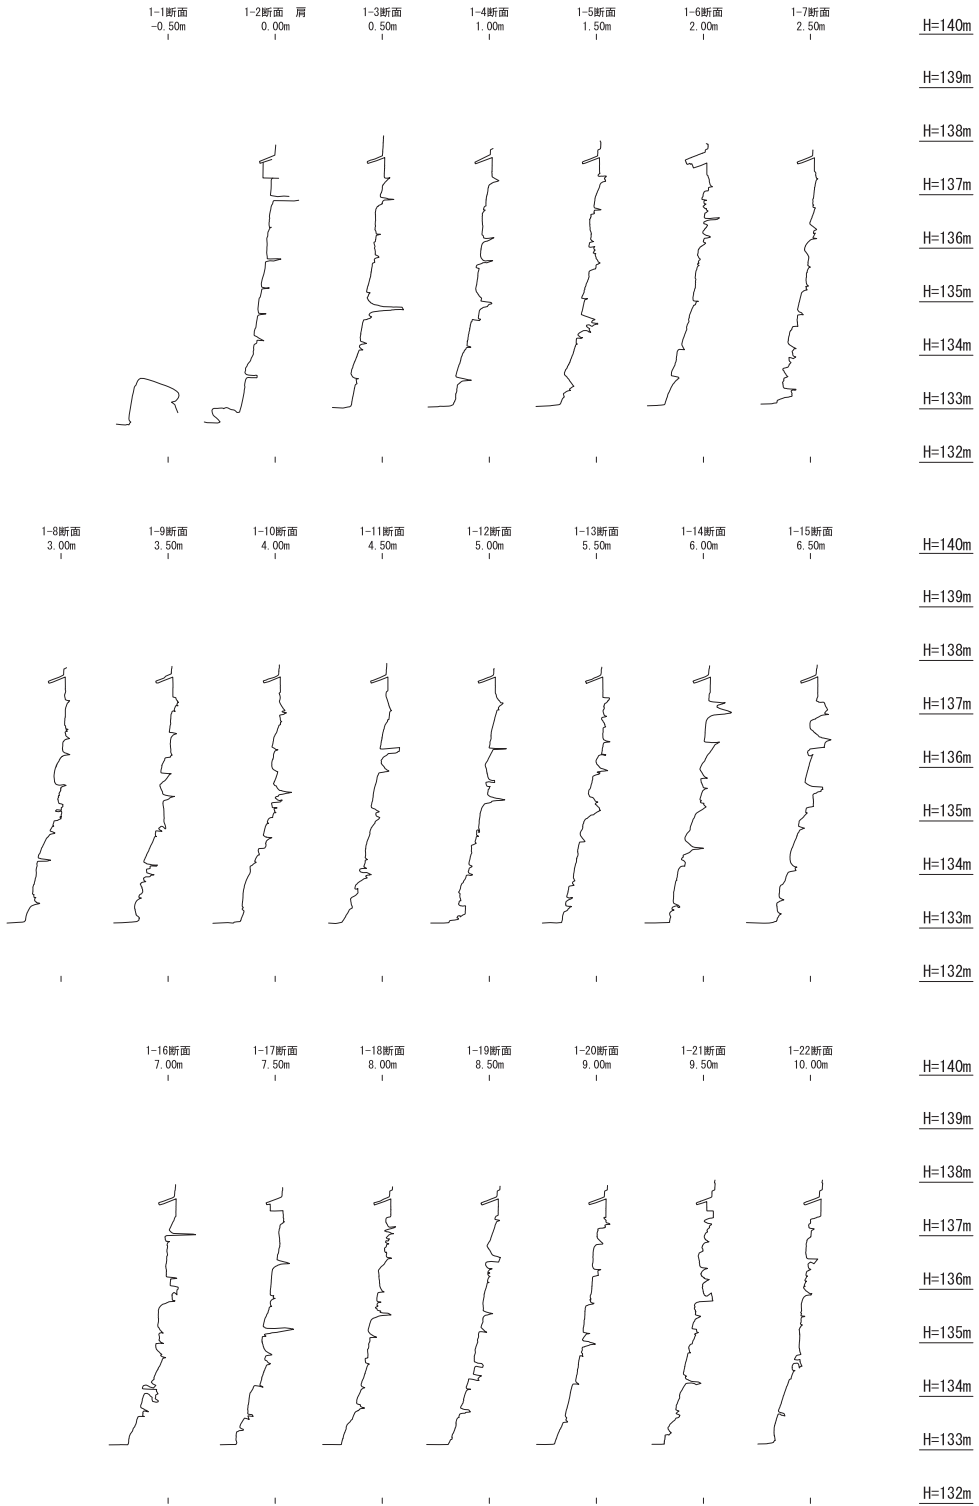 1-1断面 1-2断面 肩 1-3断面 1-4断面 1-5断面 1-6断面 1-7断面
-0.50m 0.00m 0.50m 1.00m 1.50m 2.00m 2.50m
H=140m
H=139m
H=138m
H=137m
H=136m
H=135m
H=134m
H=133m
H=132m
1-8断面 1-9断面 1-10断面 1-11断面 1-12断面 1-13断面 1-14断面 1-15断面
3.00m 3.50m 4.00m 4.50m 5.00m 5.50m 6.00m 6.50m
H=140m
H=139m
H=138m
H=137m
H=136m
H=135m
H=134m
H=133m
H=132m
1-16断面 1-17断面 1-18断面 1-19断面 1-20断面 1-21断面 1-22断面
7.00m 7.50m 8.00m 8.50m 9.00m 9.50m 10.00m
H=140m
H=139m
H=138m
H=137m
H=136m
H=135m
H=134m
H=133m
H=132m